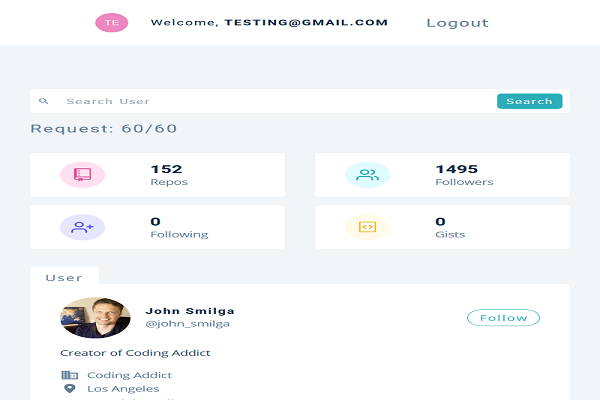 TE
Welcome, TESTING@GMAIL.COM
Logout
Search User
Search
Request: 60/60
152
Repos
1495
Followers
0
Following
0
Gists
User
John Smilga
@john_smilga
Follow
Creator of Coding Addict
Coding Addict
Los Angeles